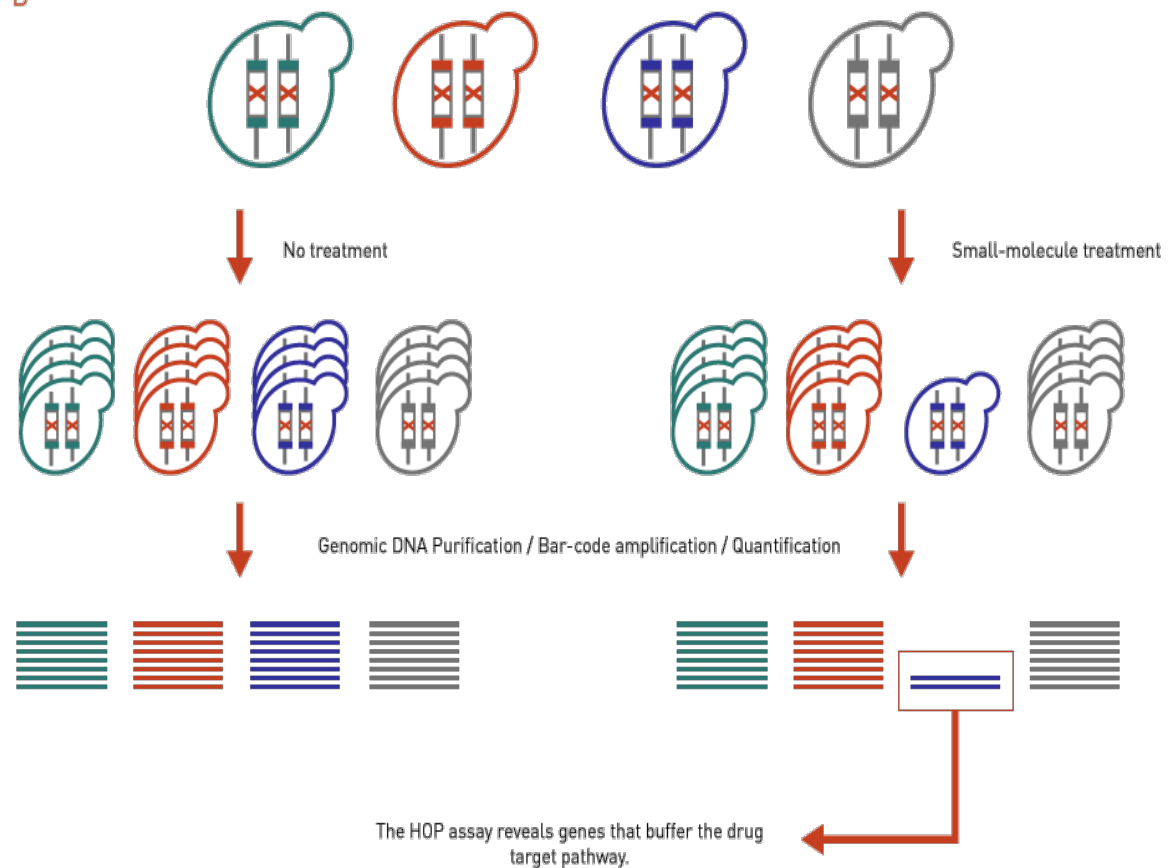 No treatment
Small-molecule treatment
Genomic DNA Purification / Bar-code amplification / Quantification
The HOP assay reveals genes that buffer the drug
target pathway.